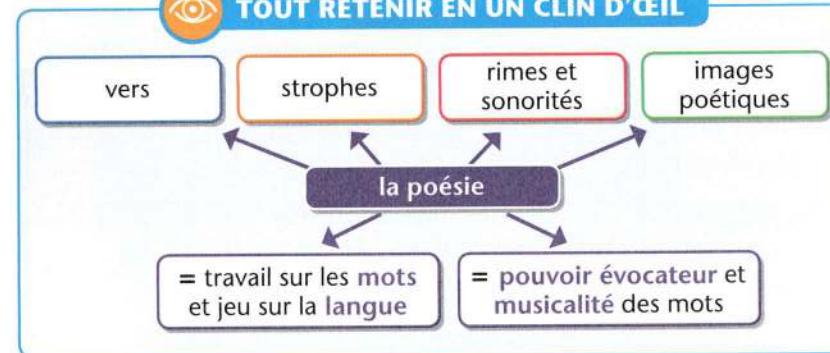 TOUT RETENIR EN UN CLIN D'ŒIL
vers
strophes
rimes et
sonorités
images
poétiques
la poésie
= travail sur les mots
et jeu sur la langue
= pouvoir évocateur et
musicalité des mots